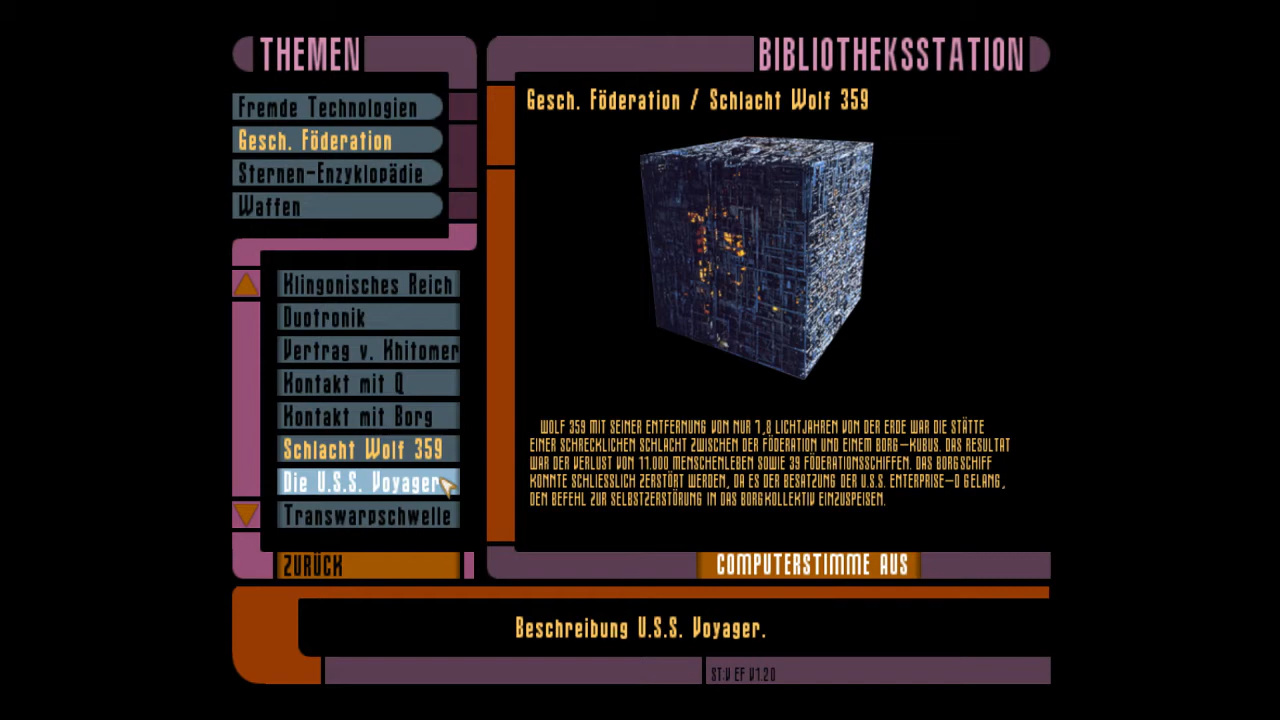 THEMEN
BIBLIOTHEKSSTATION
Fremde Technologien
Gesch. Föderation
Sternen-Enzyklopädie
Waffen
Klingonisches Reich
Duotronik
Vertrag v. Khitomer
Kontakt mit Q
Kontakt mit Borg
Schlacht Wolf 359
Die U.S.S. Voyager
Transwarpschwelle
ZURÜCK
Gesch. Föderation / Schlacht Wolf 359
WOLF 359 MIT SEINER ENTFERNUNG VON NUR 7,8 LICHTJAHREN VON DER ERDE WAR DIE STÄTTE
EINER SCHRECKLICHEN SCHLACHT ZWISCHEN DER FÖDERATION UND EINEM BORG-KUBUS. DAS RESULTAT
WAR DER VERLUST VON 11.000 MENSCHENLEBEN SOWIE 39 FÖDERATIONSSCHIFFEN. DAS BORGSCHIFF
KONNTE SCHLIESSLICH ZERSTÖRT WERDEN, DA ES DER BESATZUNG DER U.S.S. ENTERPRISE-D GELANG,
DEN BEFEHL ZUR SELBSTZERSTÖRUNG IN DAS BORGKOLLEKTIV EINZUSPEISEN.
COMPUTERSTIMME AUS
Beschreibung U.S.S. Voyager.
ST:V EF V1.20